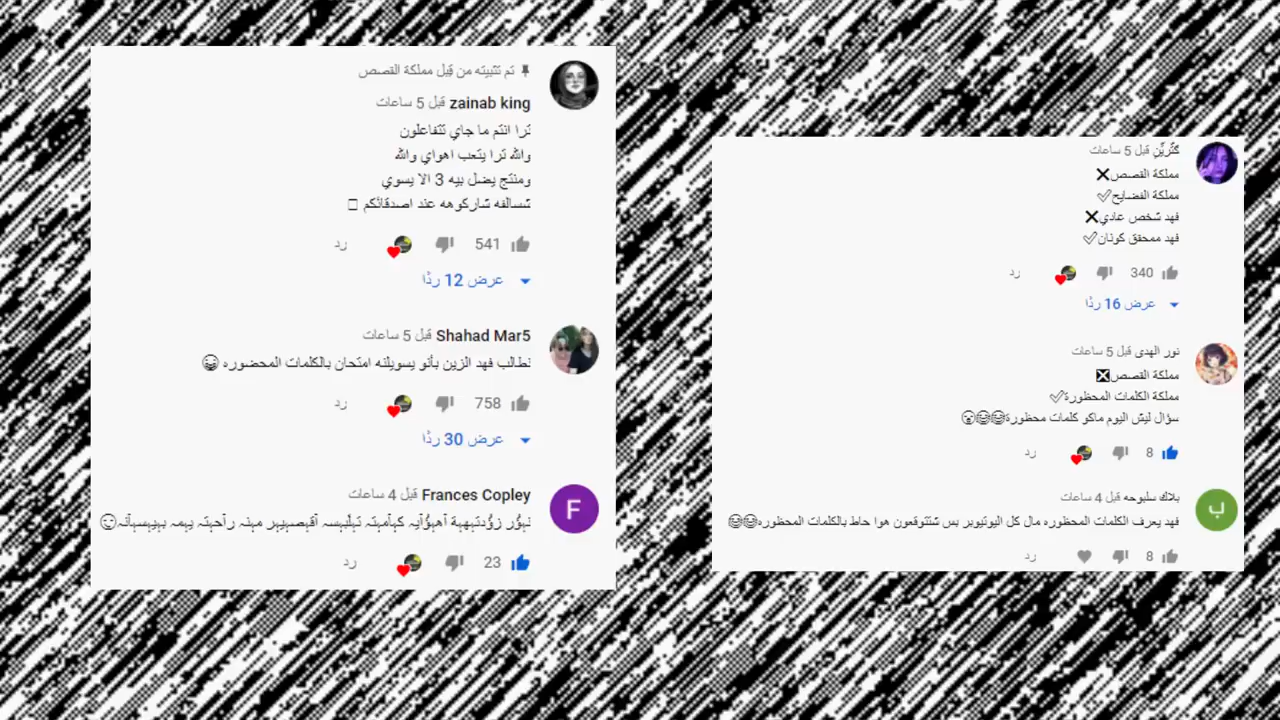 تم تثبيته من قبل مملكة القصص
zainab king قبل 5 ساعات
ترا انتم ما جاي تتفاعلون
والله ترا يتعب اهواي والله
ومنتج يضل بيه 3 الا يسوي
شسالفه شاركوهه عند اصدقائكم
541 رد
عرض 12 ردًا
Shahad Mar5 قبل 5 ساعات
نطالب فهد الزين بأنو يسويلنه امتحان بالكلمات المحضوره 😂
758 رد
عرض 30 ردًا
Frances Copley قبل 4 ساعات
23 رد
F
قبل 5 ساعات
مملكة القصص❌
مملكة الفضايح✅
فهد شخص عادي❌
فهد ممحقق كونان✅
340 رد
عرض 16 ردًا
نور الهدى قبل 5 ساعات
مملكة القصص❎
مملكة الكلمات المحظورة✅
سؤال ليش اليوم ماكو كلمات محظورة😂😂😮
8 رد
بلاك سليوحه قبل 4 ساعات
فهد يعرف الكلمات المحظوره مال كل اليوتيوبر بس شتتوقعون هوا حاط بالكلمات المحظوره😂😂
8 رد
ب